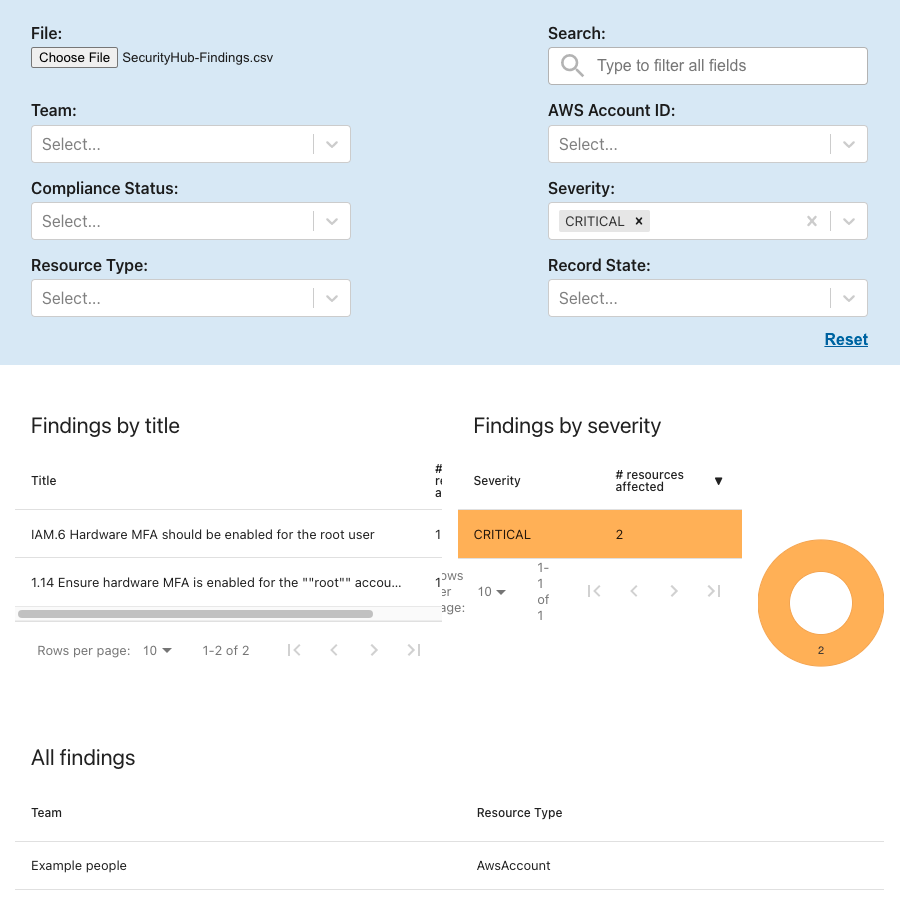 File:
Choose File SecurityHub-Findings.csv
Search:
Type to filter all fields
Team:
Select...
AWS Account ID:
Select...
Compliance Status:
Select...
Severity:
CRITICAL
Resource Type:
Select...
Record State:
Select...
Reset
Findings by title
Title
#
re
a
IAM.6 Hardware MFA should be enabled for the root user 1
1.14 Ensure hardware MFA is enabled for the ""root"" accou... 1
Rows per page: 10 1-2 of 2
Findings by severity
Severity
# resources
affected
CRITICAL 2
ows
er
age:
10
1-
1
of
1
2
All findings
Team Resource Type
Example people AwsAccount